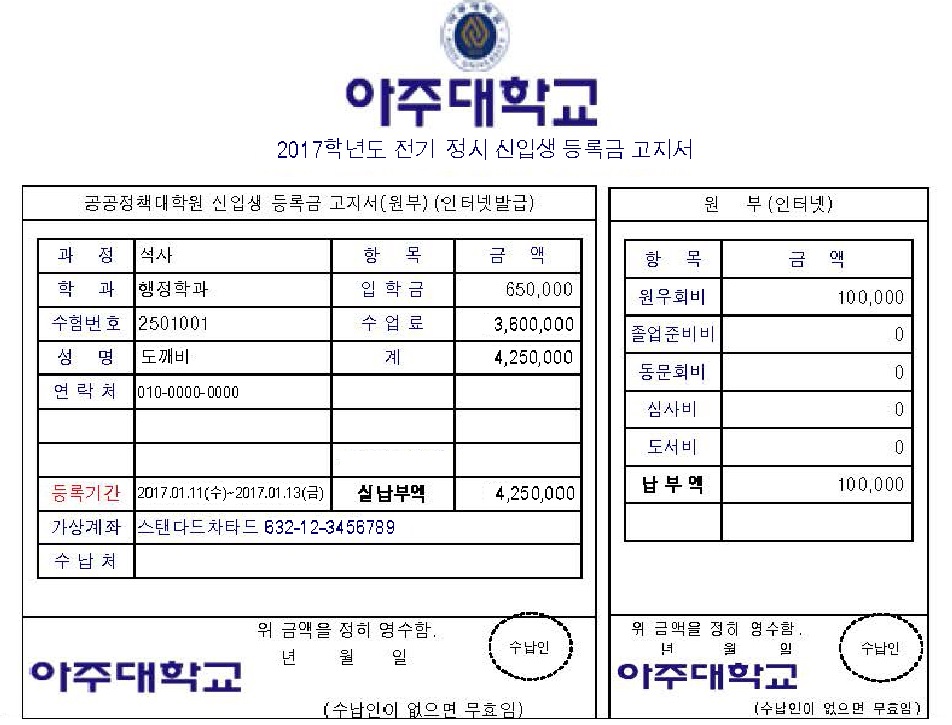 아주대학교
2017학년도 전기 정시 신입생 등록금 고지서
공공정책대학원 신입생 등록금 고지서(원부) (인터넷발급)
과 정 석사 항 목 금 액
학 과 행정학과 입 학 금 650,000
수험번호 2501001 수 업 료 3,600,000
성 명 도깨비 계 4,250,000
연 락 처 010-0000-0000
등록기간 2017.01.11(수)~2017.01.13(금) 실납부액 4,250,000
가상계좌 스탠다드차타드 632-12-3456789
수 납 처
위 금액을 정히 영수함.
년 월 일
수납인
아주대학교
(수납인이 없으면 무효임)
원 부 (인터넷)
항 목 금 액
원우회비 100,000
졸업준비비 0
동문회비 0
심사비 0
도서비 0
납 부 액 100,000
위 금액을 정히 영수함.
년 월 일
수납인
아주대학교
(수납인이 없으면 무효임)